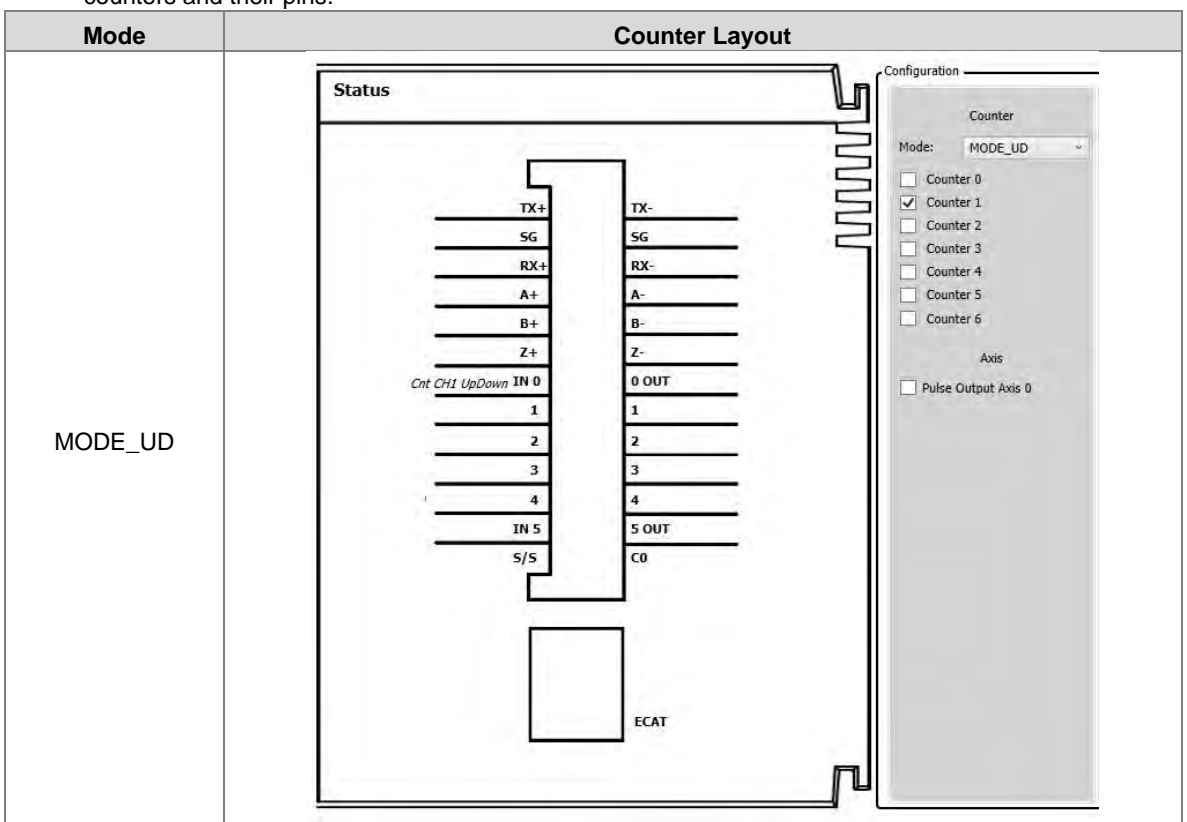 counters and their pins.
Mode
Counter Layout
MODE_UD
Status
TX+ TX-
SG SG
RX+ RX-
A+ A-
B+ B-
Z+ Z-
Cnt CH1 UpDown IN 0 0 OUT
1 1
2 2
3 3
4 4
IN 5 5 OUT
S/S C0
ECAT
Configuration
Counter
Mode: MODE_UD
Counter 0
Counter 1
Counter 2
Counter 3
Counter 4
Counter 5
Counter 6
Axis
Pulse Output Axis 0